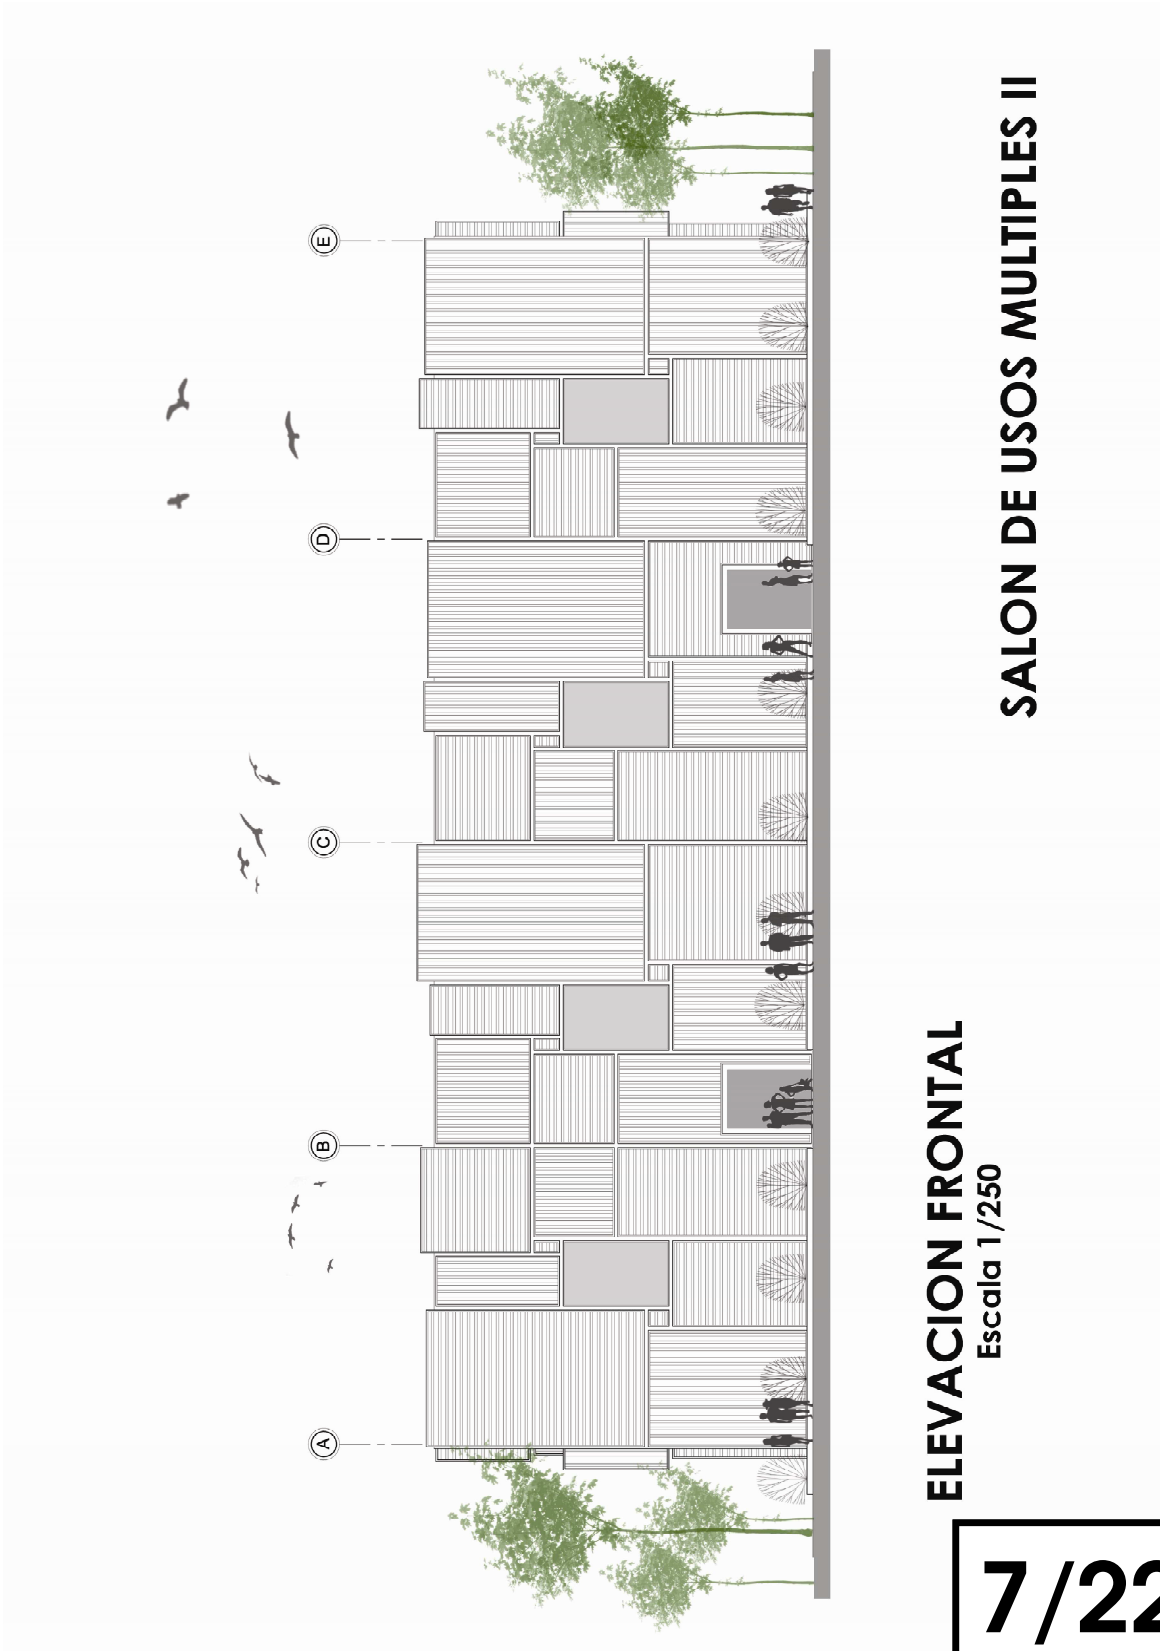 A
B
C
D
E
ELEVACION FRONTAL
Escala 1/250
SALON DE USOS MULTIPLES II
7/22